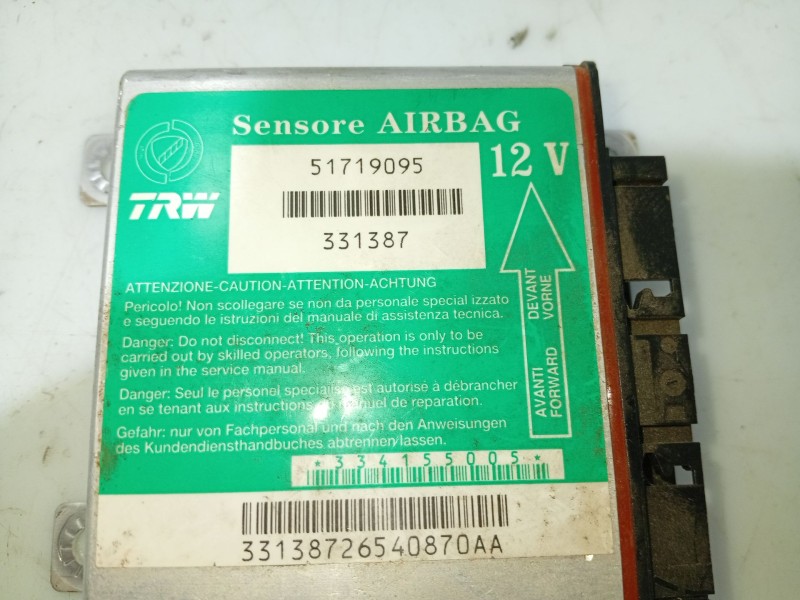 Sensore AIRBAG
12 V
TRW
51719095
331387
DEVANT
VORNE
AVANTI
FORWARD
ATTENZIONE-CAUTION-ATTENTION-ACHTUNG
Pericolo! Non scollegare se non da personale special izzato
e seguendo le istruzioni del manuale di assistenza tecnica.
Danger: Do not disconnect! This operation is only to be
carried out by skilled operators, following the instructions
given in the service manual.
Danger: Seul le personel specialisé est autorisé à débrancher
en se tenant aux instructions manuel de reparation.
Gefahr: nur von Fachpersonal und nach den Anweisungen
des Kundendiensthandbuches abtrennen/lassen.
*334155005*
33138726540870AA